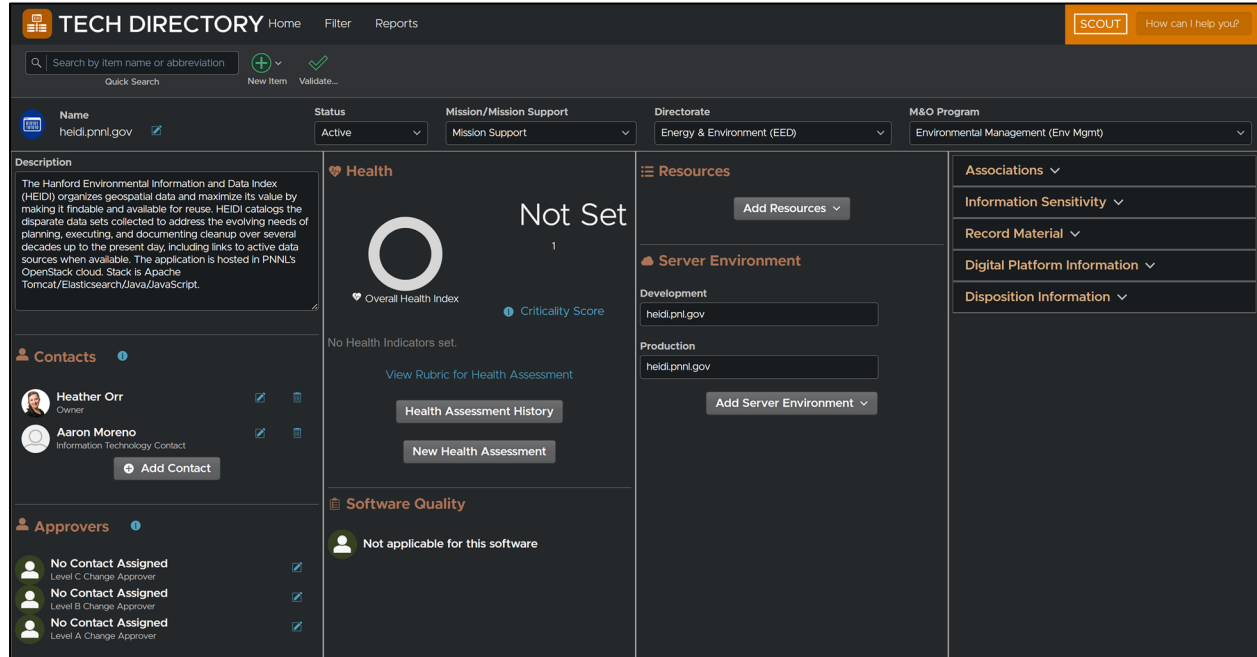 TECH DIRECTORY
Home
Filter
Reports
SCOUT
How can I help you?
Search by item name or abbreviation
Quick Search
New Item
Validate...
Name
heidi.pnnl.gov
Status
Active
Mission/Mission Support
Mission Support
Directorate
Energy & Environment (EED)
M&O Program
Environmental Management (Env Mgmt)
Description
The Hanford Environmental Information and Data Index
(HEIDI) organizes geospatial data and maximize its value by
making it findable and available for reuse. HEIDI catalogs the
disparate data sets collected to address the evolving needs of
planning, executing, and documenting cleanup over several
decades up to the present day, including links to active data
sources when available. The application is hosted in PNNL's
OpenStack cloud. Stack is Apache
Tomcat/Elasticsearch/Java/JavaScript.
Contacts
Heather Orr
Owner
Aaron Moreno
Information Technology Contact
Add Contact
Approvers
No Contact Assigned
Level C Change Approver
No Contact Assigned
Level B Change Approver
No Contact Assigned
Level A Change Approver
Health
Not Set
1
Overall Health Index
Criticality Score
No Health Indicators set.
View Rubric for Health Assessment
Health Assessment History
New Health Assessment
Software Quality
Not applicable for this software
Resources
Add Resources
Server Environment
Development
heidi.pnl.gov
Production
heidi.pnnl.gov
Add Server Environment
Associations
Information Sensitivity
Record Material
Digital Platform Information
Disposition Information